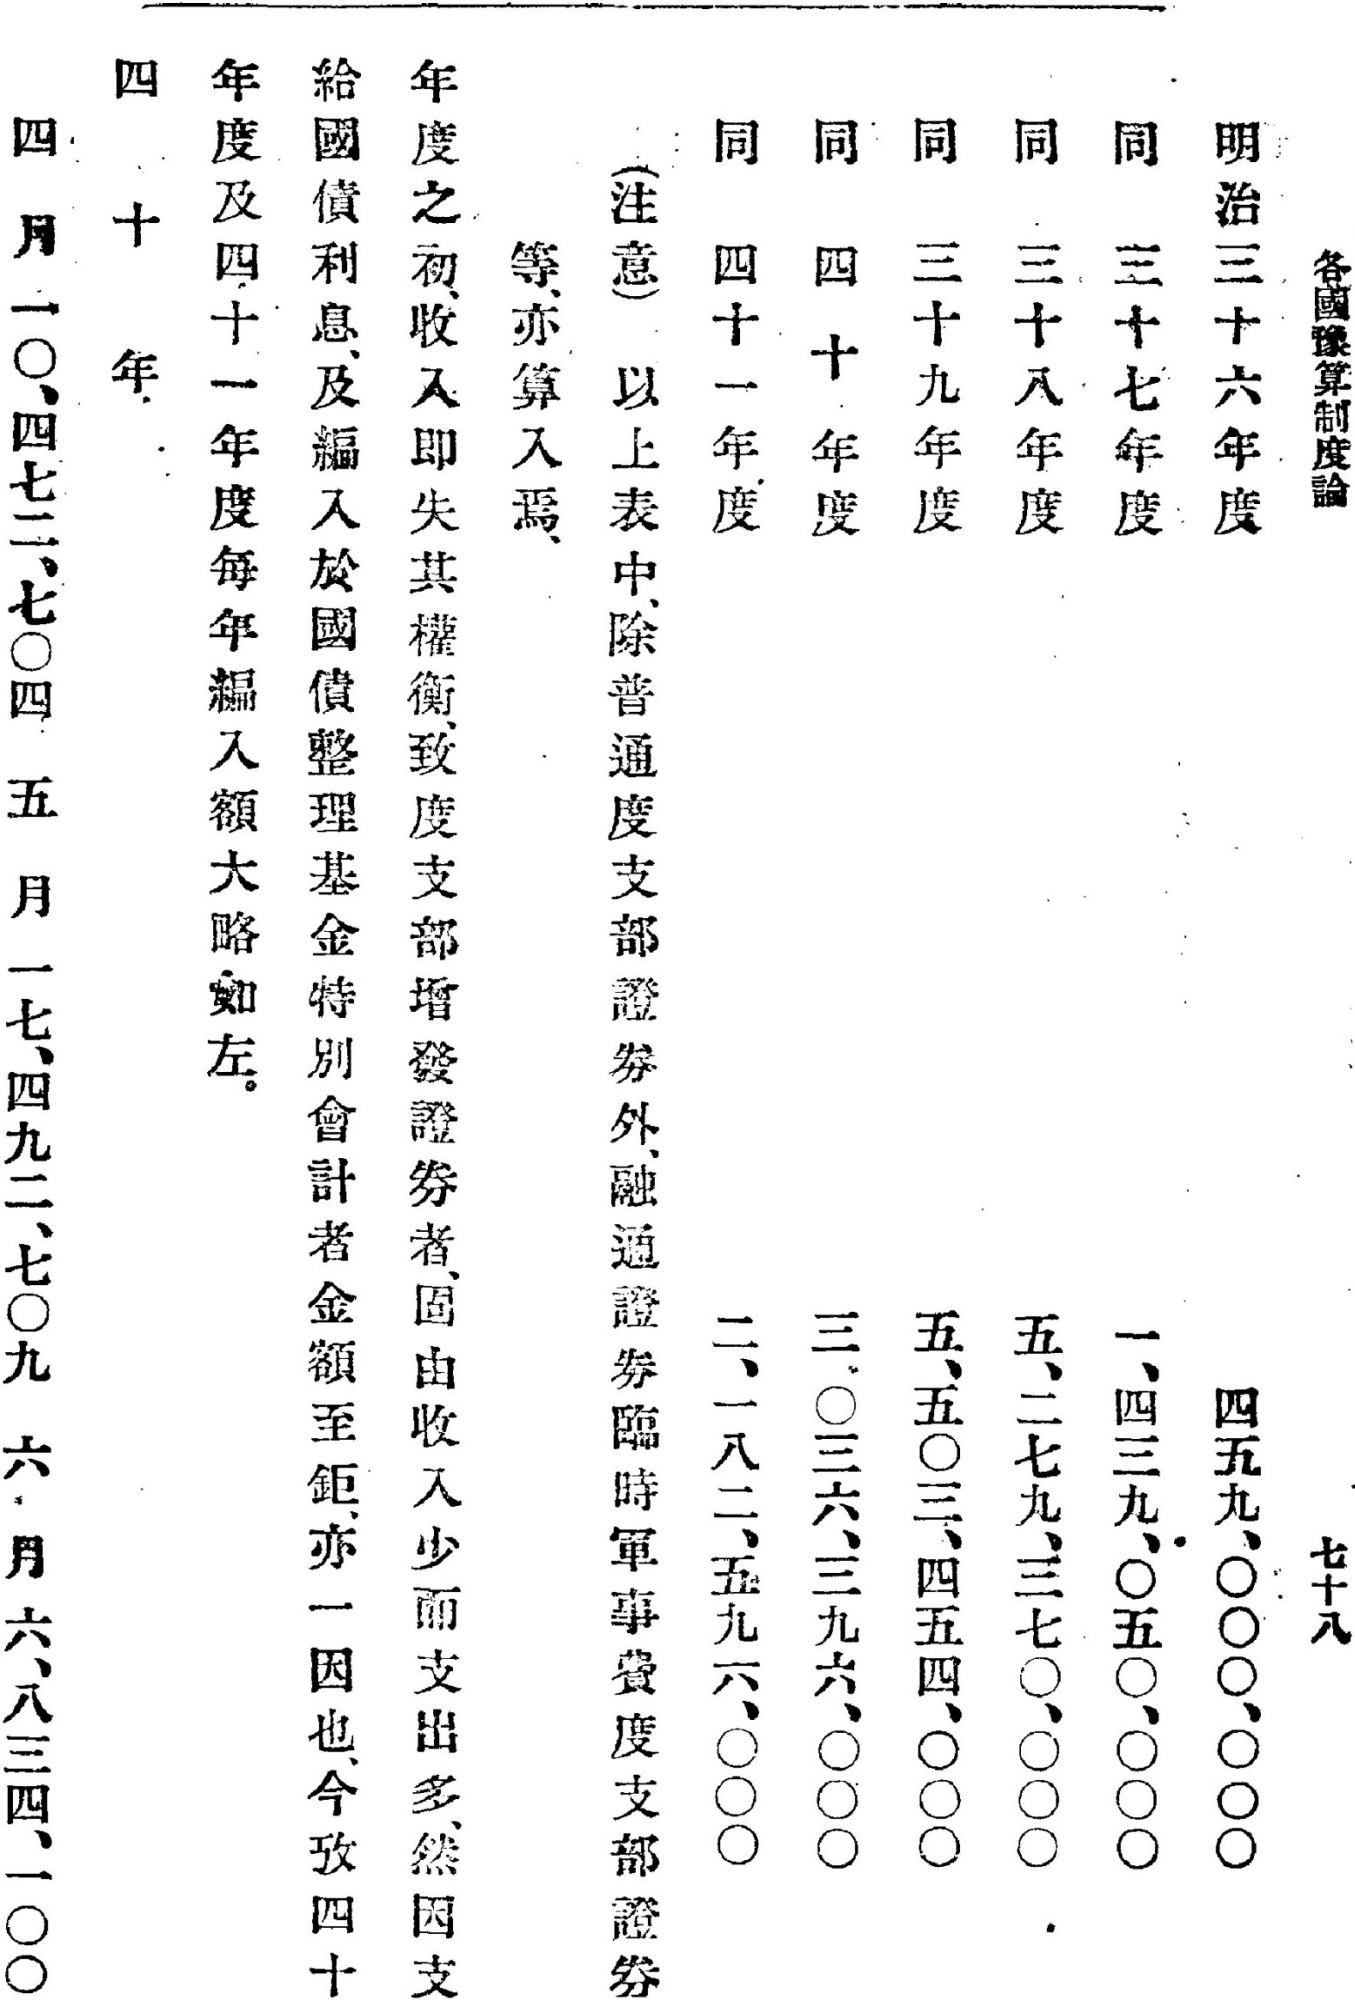 各國豫算制度論　七十八
明治三十六年度　四五九、〇〇〇、〇〇〇
同　三十七年度　一、四三九、〇五〇、〇〇〇
同　三十八年度　五、二七九、三七〇、〇〇〇
同　三十九年度　五、五〇三、四五四、〇〇〇
同　四十年度　三、〇三六、三九六、〇〇〇
同　四十一年度　二、一八二、五九六、〇〇〇
(注意)　以上表中、除普通度支部證券外、融通證券臨時軍事費度支部證券
等、亦算入焉、
年度之初、收入即失其權衡、致度支部增發證券者、固由收入少而支出多、然因支
給國債利息、及編入於國債整理基金特別會計者金額至鉅、亦一因也、今攷四十
年度及四十一年度每年編入額大略如左。
四十年
四月　一〇、四七二、七〇四　五月　一七、四九二、七〇九　六月　六、八三四、一〇〇